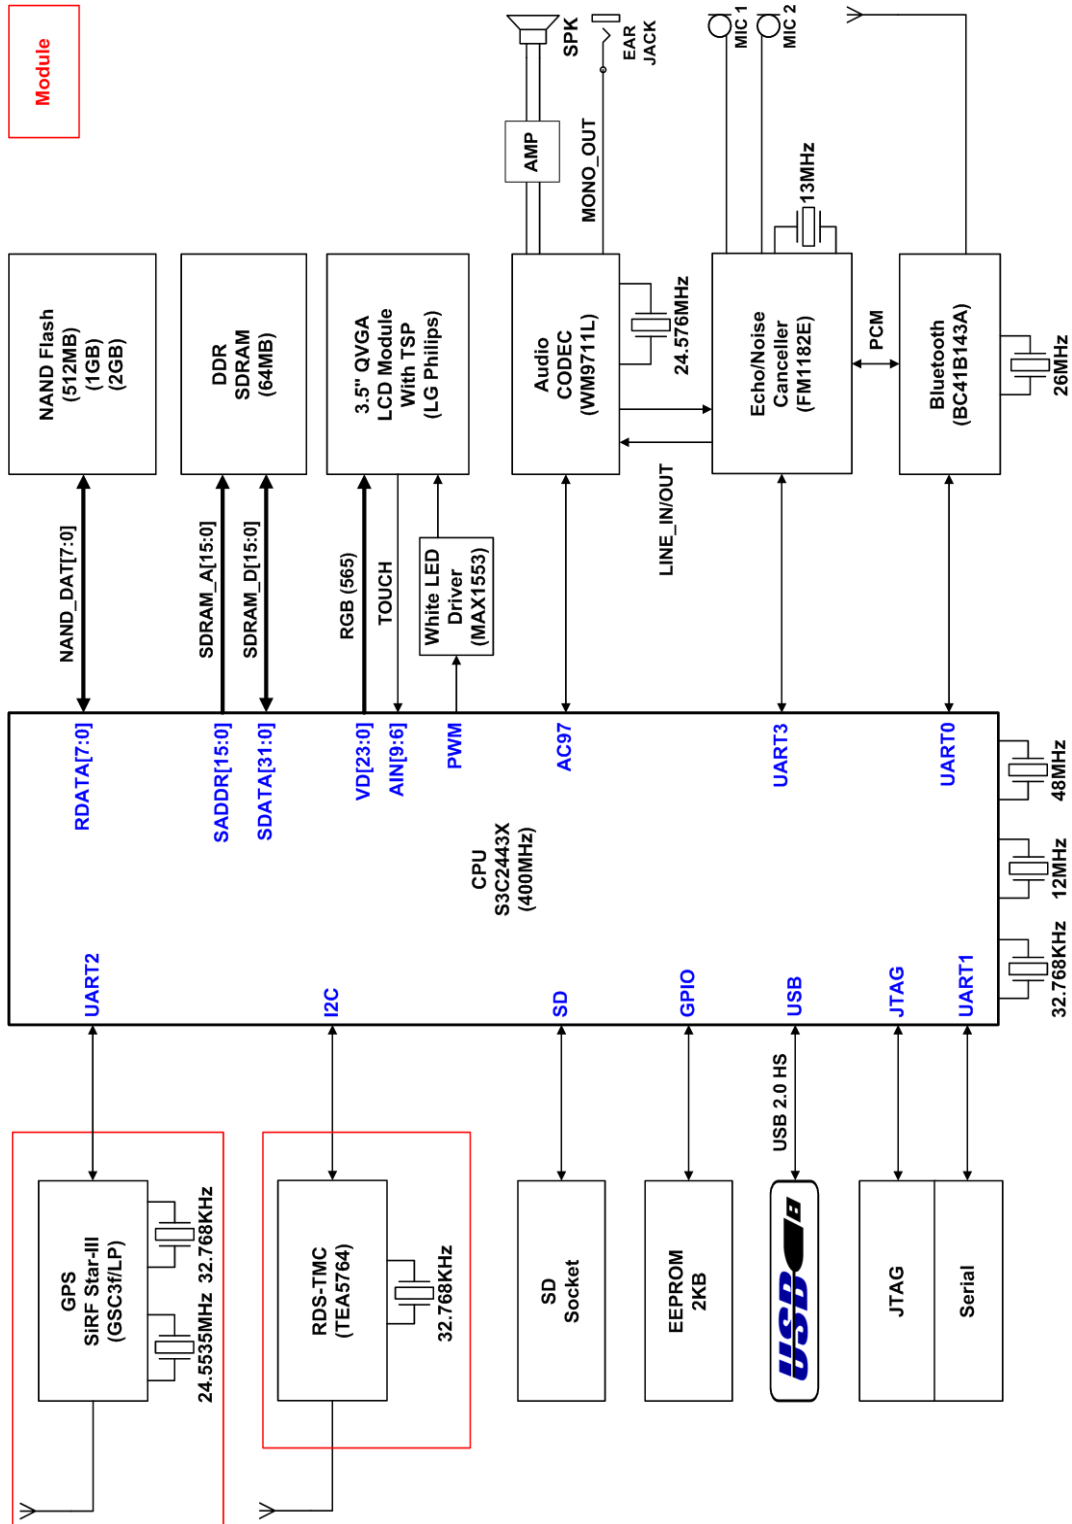 Module
GPS
SiRF Star-III
(GSC3f/LP)
24.5535MHz
32.768KHz
RDS-TMC
(TEA5764)
32.768KHz
SD
Socket
EEPROM
2KB
USB 2.0 HS
USB
JTAG
Serial
UART2
I2C
SD
GPIO
USB
JTAG
UART1
CPU
S3C2443X
(400MHz)
32.768KHz
12MHz
48MHz
RDATA[7:0]
SADDR[15:0]
SDATA[31:0]
VD[23:0]
AIN[9:6]
PWM
AC97
UART3
UART0
NAND_DAT[7:0]
SDRAM_A[15:0]
SDRAM_D[15:0]
RGB (565)
TOUCH
White LED
Driver
(MAX1553)
LINE_IN/OUT
NAND Flash
(512MB)
(1GB)
(2GB)
DDR
SDRAM
(64MB)
3.5" QVGA
LCD Module
With TSP
(LG Philips)
Audio
CODEC
(WM9711L)
24.576MHz
Echo/Noise
Canceller
(FM1182E)
13MHz
PCM
Bluetooth
(BC41B143A)
26MHz
AMP
MONO_OUT
SPK
EAR
JACK
MIC 1
MIC 2